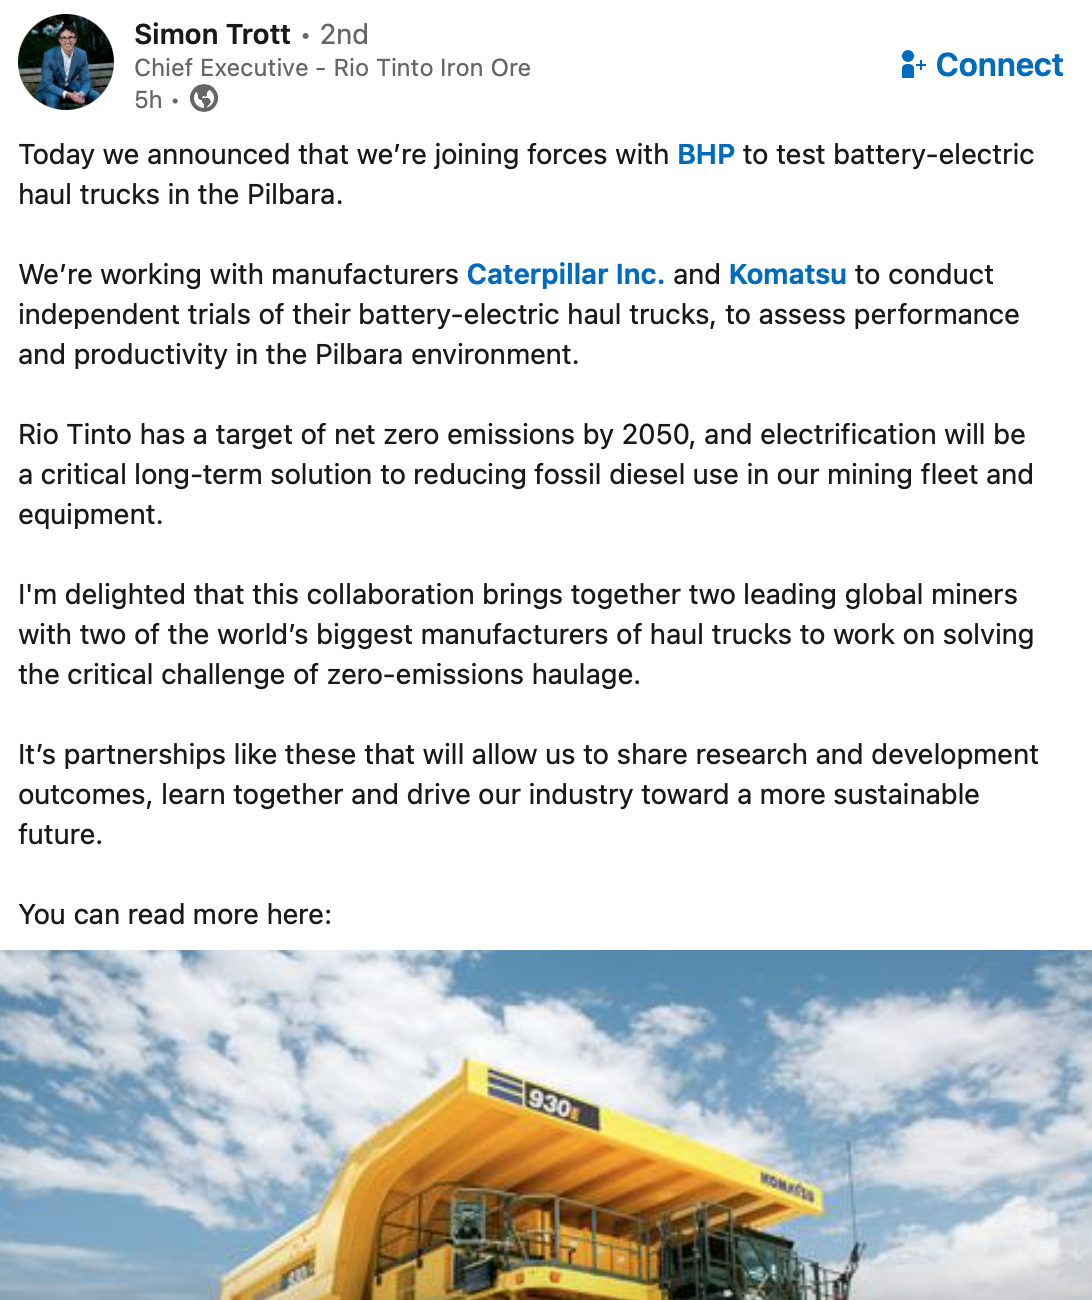 Simon Trott • 2nd
Chief Executive - Rio Tinto Iron Ore
5h •
Connect
Today we announced that we’re joining forces with BHP to test battery-electric
haul trucks in the Pilbara.
We’re working with manufacturers Caterpillar Inc. and Komatsu to conduct
independent trials of their battery-electric haul trucks, to assess performance
and productivity in the Pilbara environment.
Rio Tinto has a target of net zero emissions by 2050, and electrification will be
a critical long-term solution to reducing fossil diesel use in our mining fleet and
equipment.
I'm delighted that this collaboration brings together two leading global miners
with two of the world’s biggest manufacturers of haul trucks to work on solving
the critical challenge of zero-emissions haulage.
It’s partnerships like these that will allow us to share research and development
outcomes, learn together and drive our industry toward a more sustainable
future.
You can read more here:
930E
KOMATSU